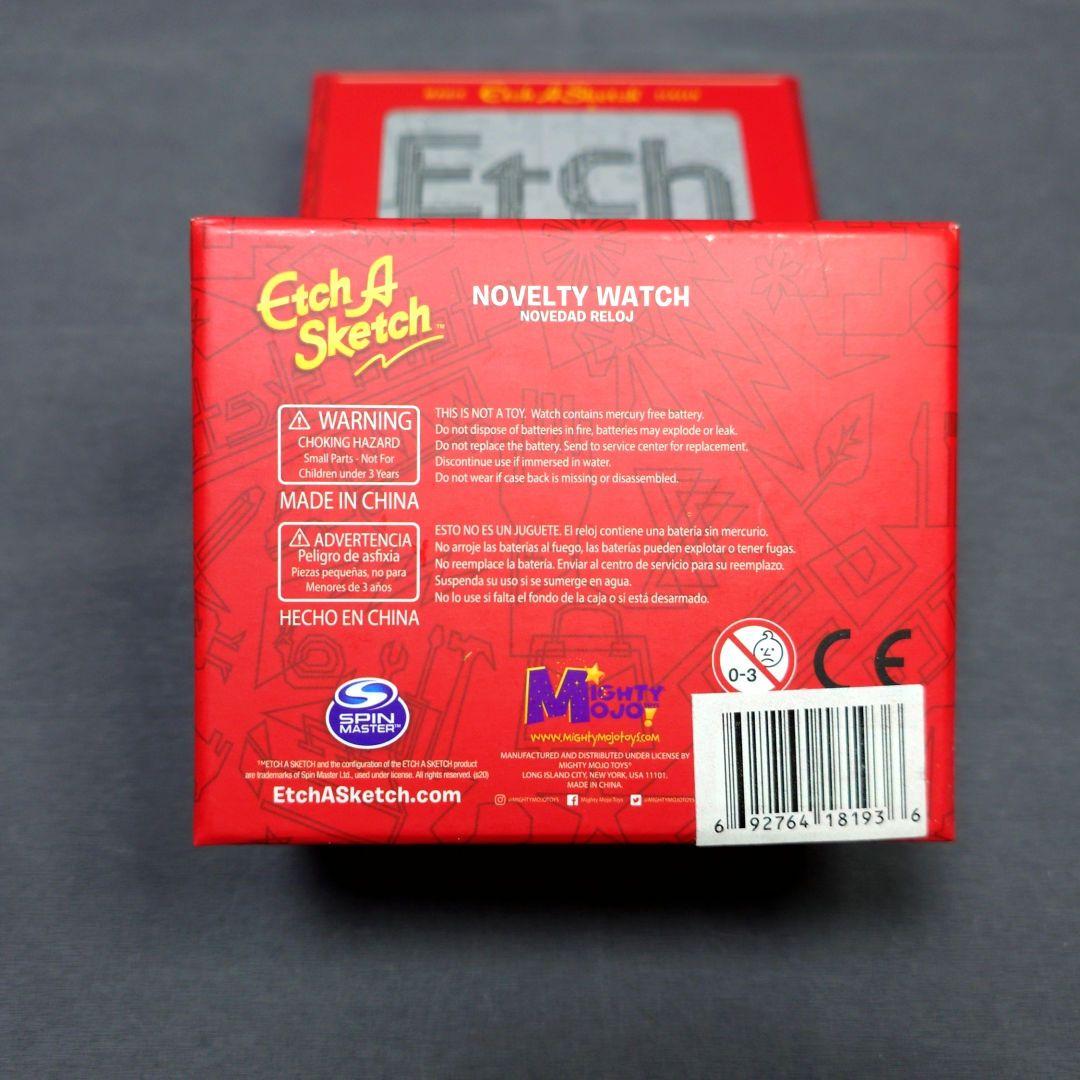 Etch A Sketch
Etch
Etch A
Sketch™
NOVELTY WATCH
NOVEDAD RELOJ
⚠ WARNING
CHOKING HAZARD
Small Parts - Not For
Children under 3 Years
MADE IN CHINA
THIS IS NOT A TOY. Watch contains mercury free battery.
Do not dispose of batteries in fire, batteries may explode or leak.
Do not replace the battery. Send to service center for replacement.
Discontinue use if immersed in water.
Do not wear if case back is missing or disassembled.
⚠ ADVERTENCIA
Peligro de asfixia
Piezas pequeñas, no para
Menores de 3 años
HECHO EN CHINA
ESTO NO ES UN JUGUETE. El reloj contiene una batería sin mercurio.
No arroje las baterías al fuego, las baterías pueden explotar o tener fugas.
No reemplace la batería. Enviar al centro de servicio para su reemplazo.
Suspenda su uso si se sumerge en agua.
No lo use si falta el fondo de la caja o si está desarmado.
0-3
CE
SPIN
MASTER™
MIGHTY
MOJO!
www.mightymojotoys.com
™ETCH A SKETCH and the configuration of the ETCH A SKETCH product
are trademarks of Spin Master Ltd., used under license. All rights reserved. (s20)
EtchASketch.com
MANUFACTURED AND DISTRIBUTED UNDER LICENSE BY
MIGHTY MOJO TOYS®
LONG ISLAND CITY, NEW YORK, USA 11101.
MADE IN CHINA.
@MIGHTYMOJOTOYS Mighty Mojo Toys @MIGHTYMOJOTOYS
6 92764 18193 6